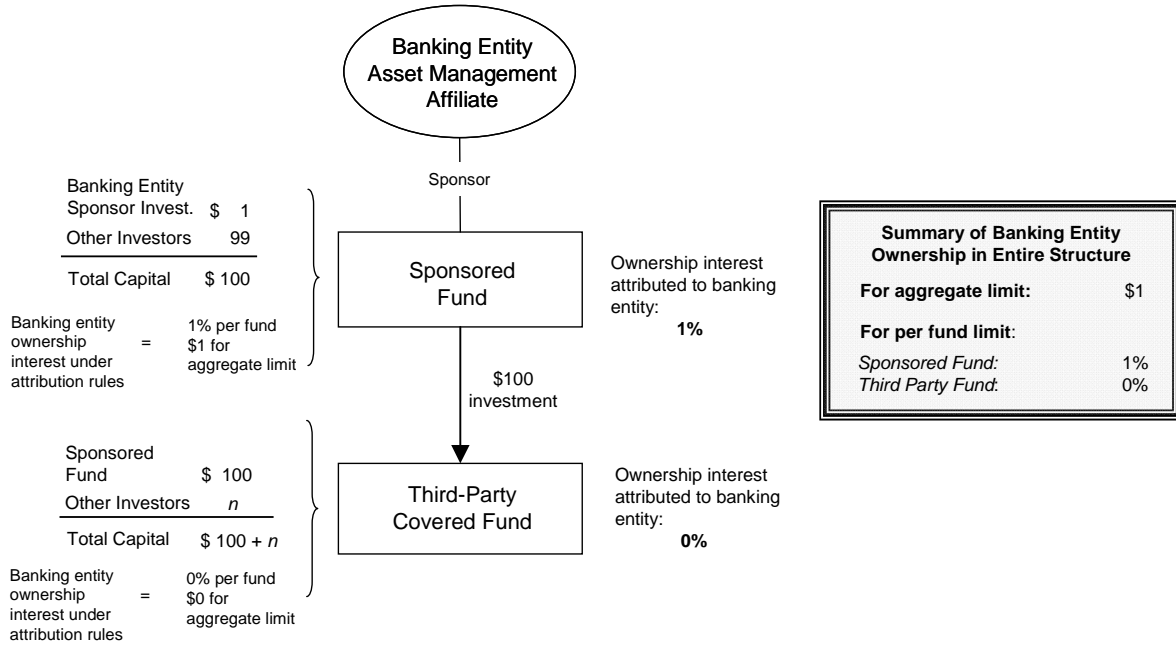 Banking Entity
Asset Management
Affiliate
Sponsor
Banking Entity
Sponsor Invest. $ 1
Other Investors 99
Total Capital $ 100
Banking entity
ownership
interest under
attribution rules
=
1% per fund
$1 for
aggregate limit
Sponsored
Fund
Ownership interest
attributed to banking
entity:
1%
$100
investment
Sponsored
Fund $ 100
Other Investors n
Total Capital $ 100 + n
Banking entity
ownership
interest under
attribution rules
=
0% per fund
$0 for
aggregate limit
Third-Party
Covered Fund
Ownership interest
attributed to banking
entity:
0%
Summary of Banking Entity
Ownership in Entire Structure
For aggregate limit: $1
For per fund limit:
Sponsored Fund: 1%
Third Party Fund: 0%